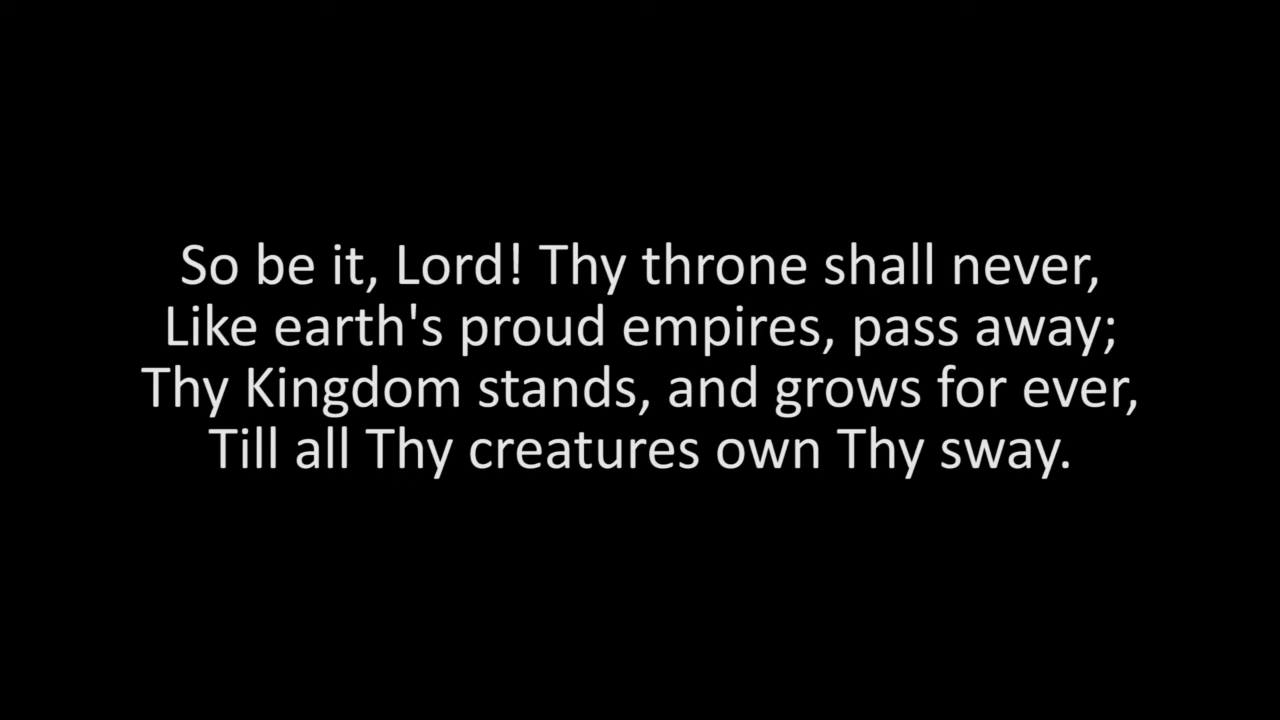 So be it, Lord! Thy throne shall never,
Like earth's proud empires, pass away;
Thy Kingdom stands, and grows for ever,
Till all Thy creatures own Thy sway.